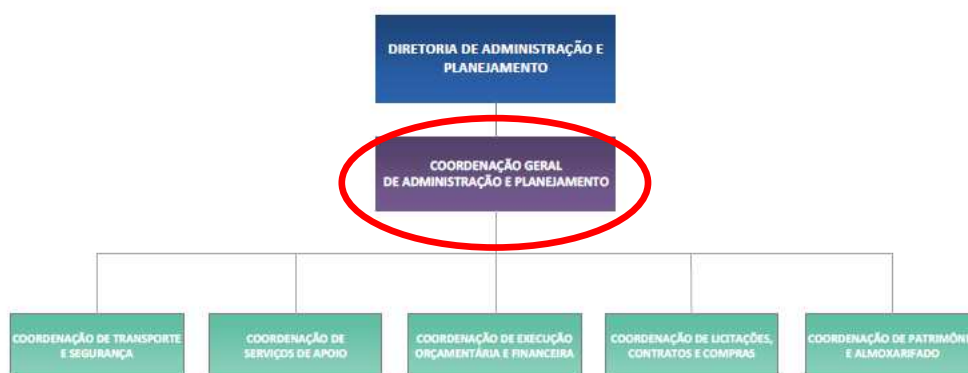 DIRETORIA DE ADMINISTRAÇÃO E
PLANEJAMENTO
COORDENAÇÃO GERAL
DE ADMINISTRAÇÃO E PLANEJAMENTO
COORDENAÇÃO DE TRANSPORTE
E SEGURANÇA
COORDENAÇÃO DE
SERVIÇOS DE APOIO
COORDENAÇÃO DE EXECUÇÃO
ORÇAMENTÁRIA E FINANCEIRA
COORDENAÇÃO DE LICITAÇÕES,
CONTRATOS E COMPRAS
COORDENAÇÃO DE PATRIMÔNI
E ALMOXARIFADO